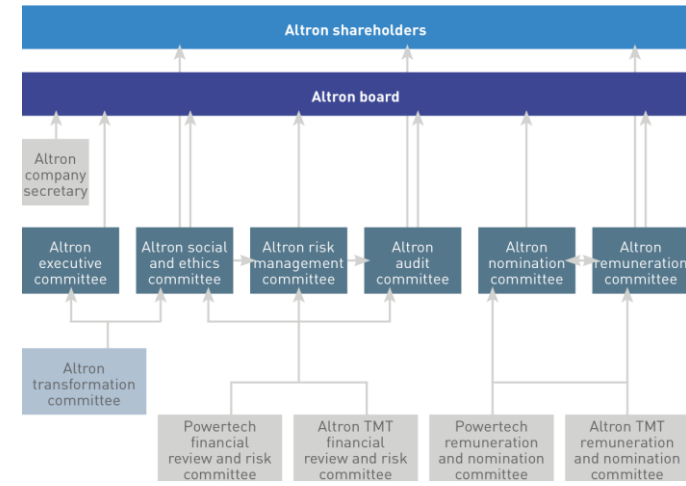 Altron shareholders
Altron board
Altron
company
secretary
Altron
executive
committee
Altron social
and ethics
committee
Altron risk
management
committee
Altron
audit
committee
Altron
nomination
committee
Altron
remuneration
committee
Altron
transformation
committee
Powertech
financial
review and risk
committee
Altron TMT
financial
review and risk
committee
Powertech
remuneration
and nomination
committee
Altron TMT
remuneration
and nomination
committee